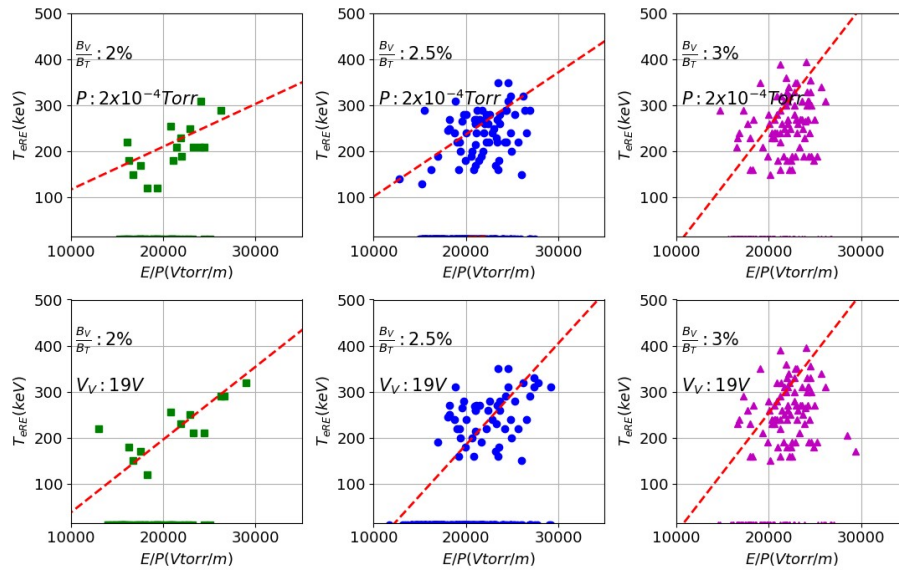 500
400
300
200
100
B_V/B_T : 2%
P : 2x10^−4 Torr
T_eRE(keV)
10000 20000 30000
E/P(Vtorr/m)
500
400
300
200
100
B_V/B_T : 2.5%
P : 2x10^−4 Torr
T_eRE(keV)
10000 20000 30000
E/P(Vtorr/m)
500
400
300
200
100
B_V/B_T : 3%
P : 2x10^−4 Torr
T_eRE(keV)
10000 20000 30000
E/P(Vtorr/m)
500
400
300
200
100
B_V/B_T : 2%
V_V : 19V
T_eRE(keV)
10000 20000 30000
E/P(Vtorr/m)
500
400
300
200
100
B_V/B_T : 2.5%
V_V : 19V
T_eRE(keV)
10000 20000 30000
E/P(Vtorr/m)
500
400
300
200
100
B_V/B_T : 3%
V_V : 19V
T_eRE(keV)
10000 20000 30000
E/P(Vtorr/m)